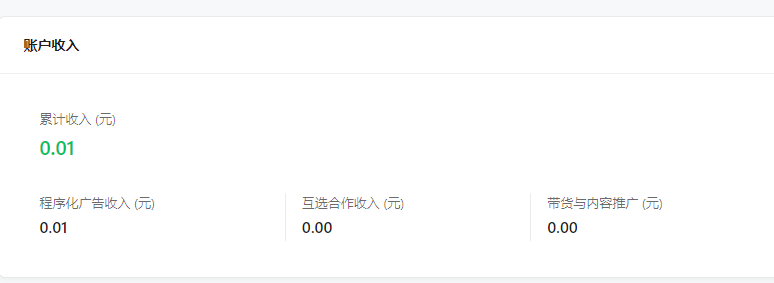 账户收入
累计收入 (元)
0.01
程序化广告收入 (元)
互选合作收入 (元)
带货与内容推广 (元)
0.01
0.00
0.00